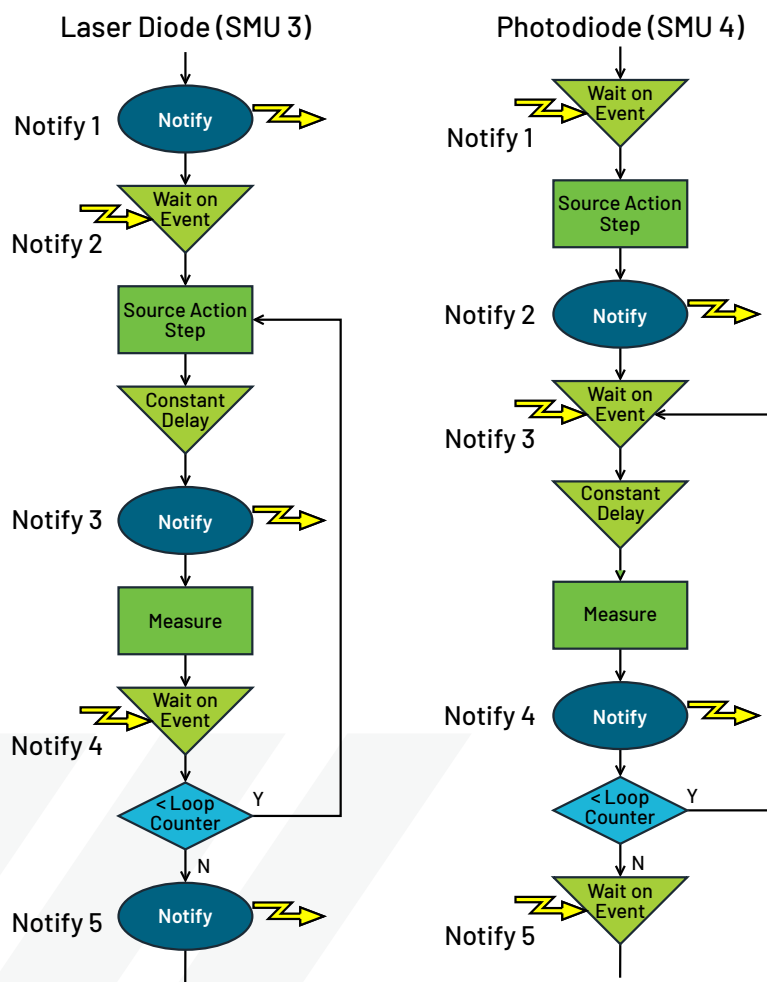 Laser Diode (SMU 3)
Notify 1
Notify
Wait on
Event
Notify 2
Source Action
Step
Constant
Delay
Notify 3
Notify
Measure
Wait on
Event
Notify 4
< Loop
Counter
Y
N
Notify 5
Notify
Photodiode (SMU 4)
Wait on
Event
Notify 1
Source Action
Step
Notify 2
Notify
Wait on
Event
Notify 3
Constant
Delay
Measure
Notify 4
Notify
< Loop
Counter
Y
N
Wait on
Event
Notify 5